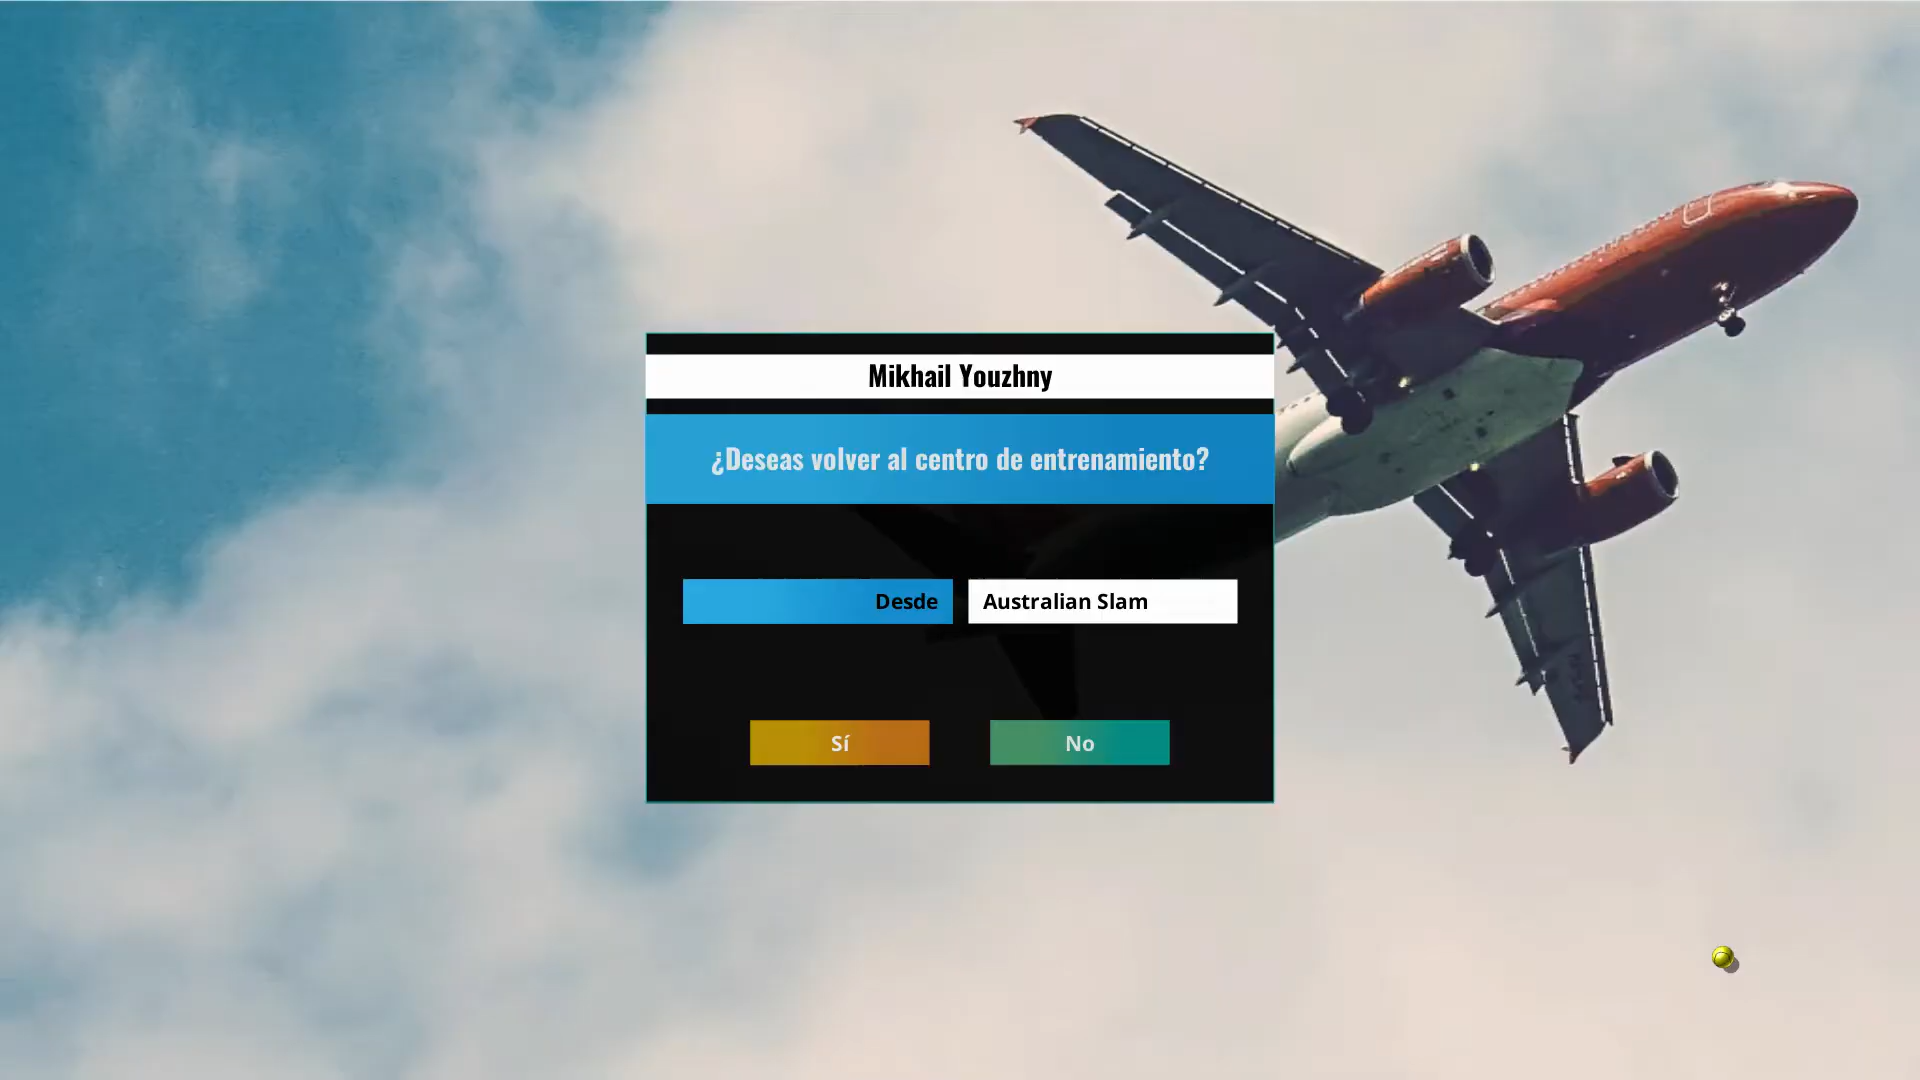 Mikhail Youzhny
¿Deseas volver al centro de entrenamiento?
Desde
Australian Slam
Sí
No